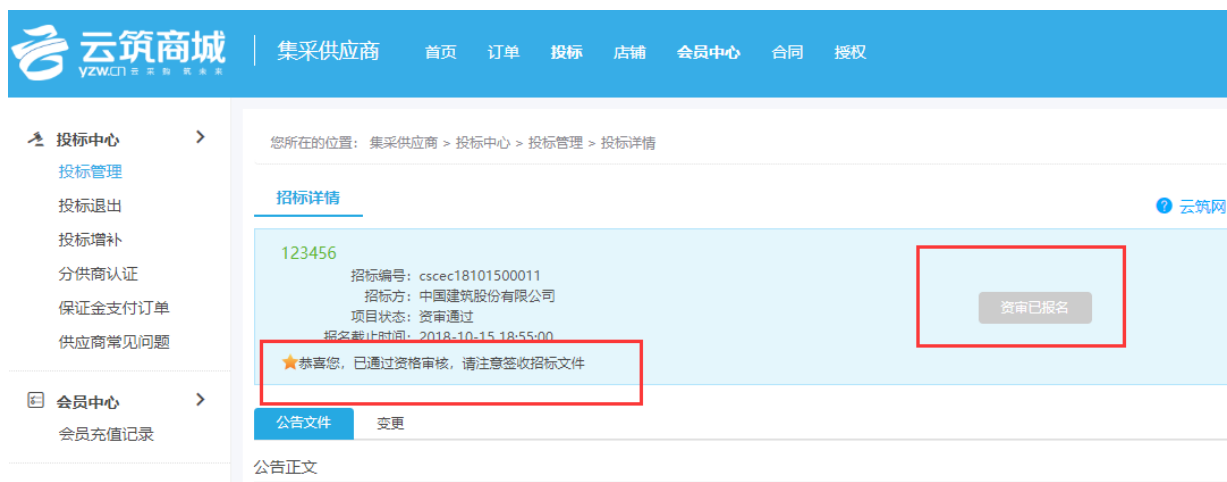 云筑商城
yzw.cn 云采购 筑未来
集采供应商 首页 订单 投标 店铺 会员中心 合同 授权
投标中心
投标管理
投标退出
投标增补
分供商认证
保证金支付订单
供应商常见问题
会员中心
会员充值记录
您所在的位置： 集采供应商 > 投标中心 > 投标管理 > 投标详情
招标详情
云筑网
123456
招标编号：cscec18101500011
招标方：中国建筑股份有限公司
项目状态：资审通过
报名截止时间：2018-10-15 18:55:00
恭喜您，已通过资格审核，请注意签收招标文件
资审已报名
公告文件 变更
公告正文